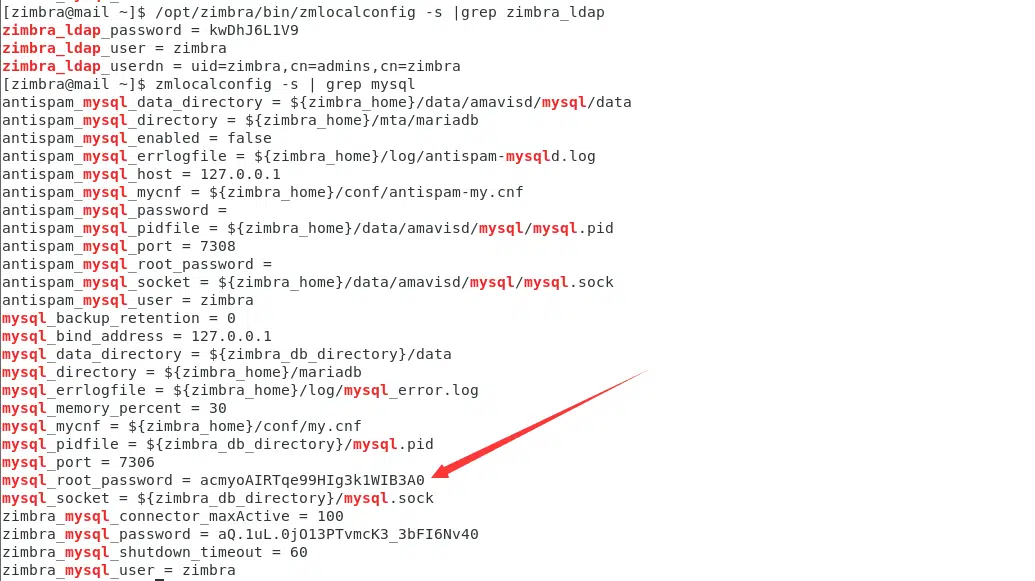 [zimbra@mail ~]$ /opt/zimbra/bin/zmlocalconfig -s |grep zimbra_ldap
zimbra_ldap_password = kwDhJ6L1V9
zimbra_ldap_user = zimbra
zimbra_ldap_userdn = uid=zimbra,cn=admins,cn=zimbra
[zimbra@mail ~]$ zmlocalconfig -s | grep mysql
antispam_mysql_data_directory = ${zimbra_home}/data/amavisd/mysql/data
antispam_mysql_directory = ${zimbra_home}/mta/mariadb
antispam_mysql_enabled = false
antispam_mysql_errlogfile = ${zimbra_home}/log/antispam-mysqld.log
antispam_mysql_host = 127.0.0.1
antispam_mysql_mycnf = ${zimbra_home}/conf/antispam-my.cnf
antispam_mysql_password =
antispam_mysql_pidfile = ${zimbra_home}/data/amavisd/mysql/mysql.pid
antispam_mysql_port = 7308
antispam_mysql_root_password =
antispam_mysql_socket = ${zimbra_home}/data/amavisd/mysql/mysql.sock
antispam_mysql_user = zimbra
mysql_backup_retention = 0
mysql_bind_address = 127.0.0.1
mysql_data_directory = ${zimbra_db_directory}/data
mysql_directory = ${zimbra_home}/mariadb
mysql_errlogfile = ${zimbra_home}/log/mysql_error.log
mysql_memory_percent = 30
mysql_mycnf = ${zimbra_home}/conf/my.cnf
mysql_pidfile = ${zimbra_db_directory}/mysql.pid
mysql_port = 7306
mysql_root_password = acmyoAIRTqe99HIg3k1WIB3A0
mysql_socket = ${zimbra_db_directory}/mysql.sock
zimbra_mysql_connector_maxActive = 100
zimbra_mysql_password = aQ.1uL.0jO13PTvmcK3_3bFI6Nv40
zimbra_mysql_shutdown_timeout = 60
zimbra_mysql_user = zimbra